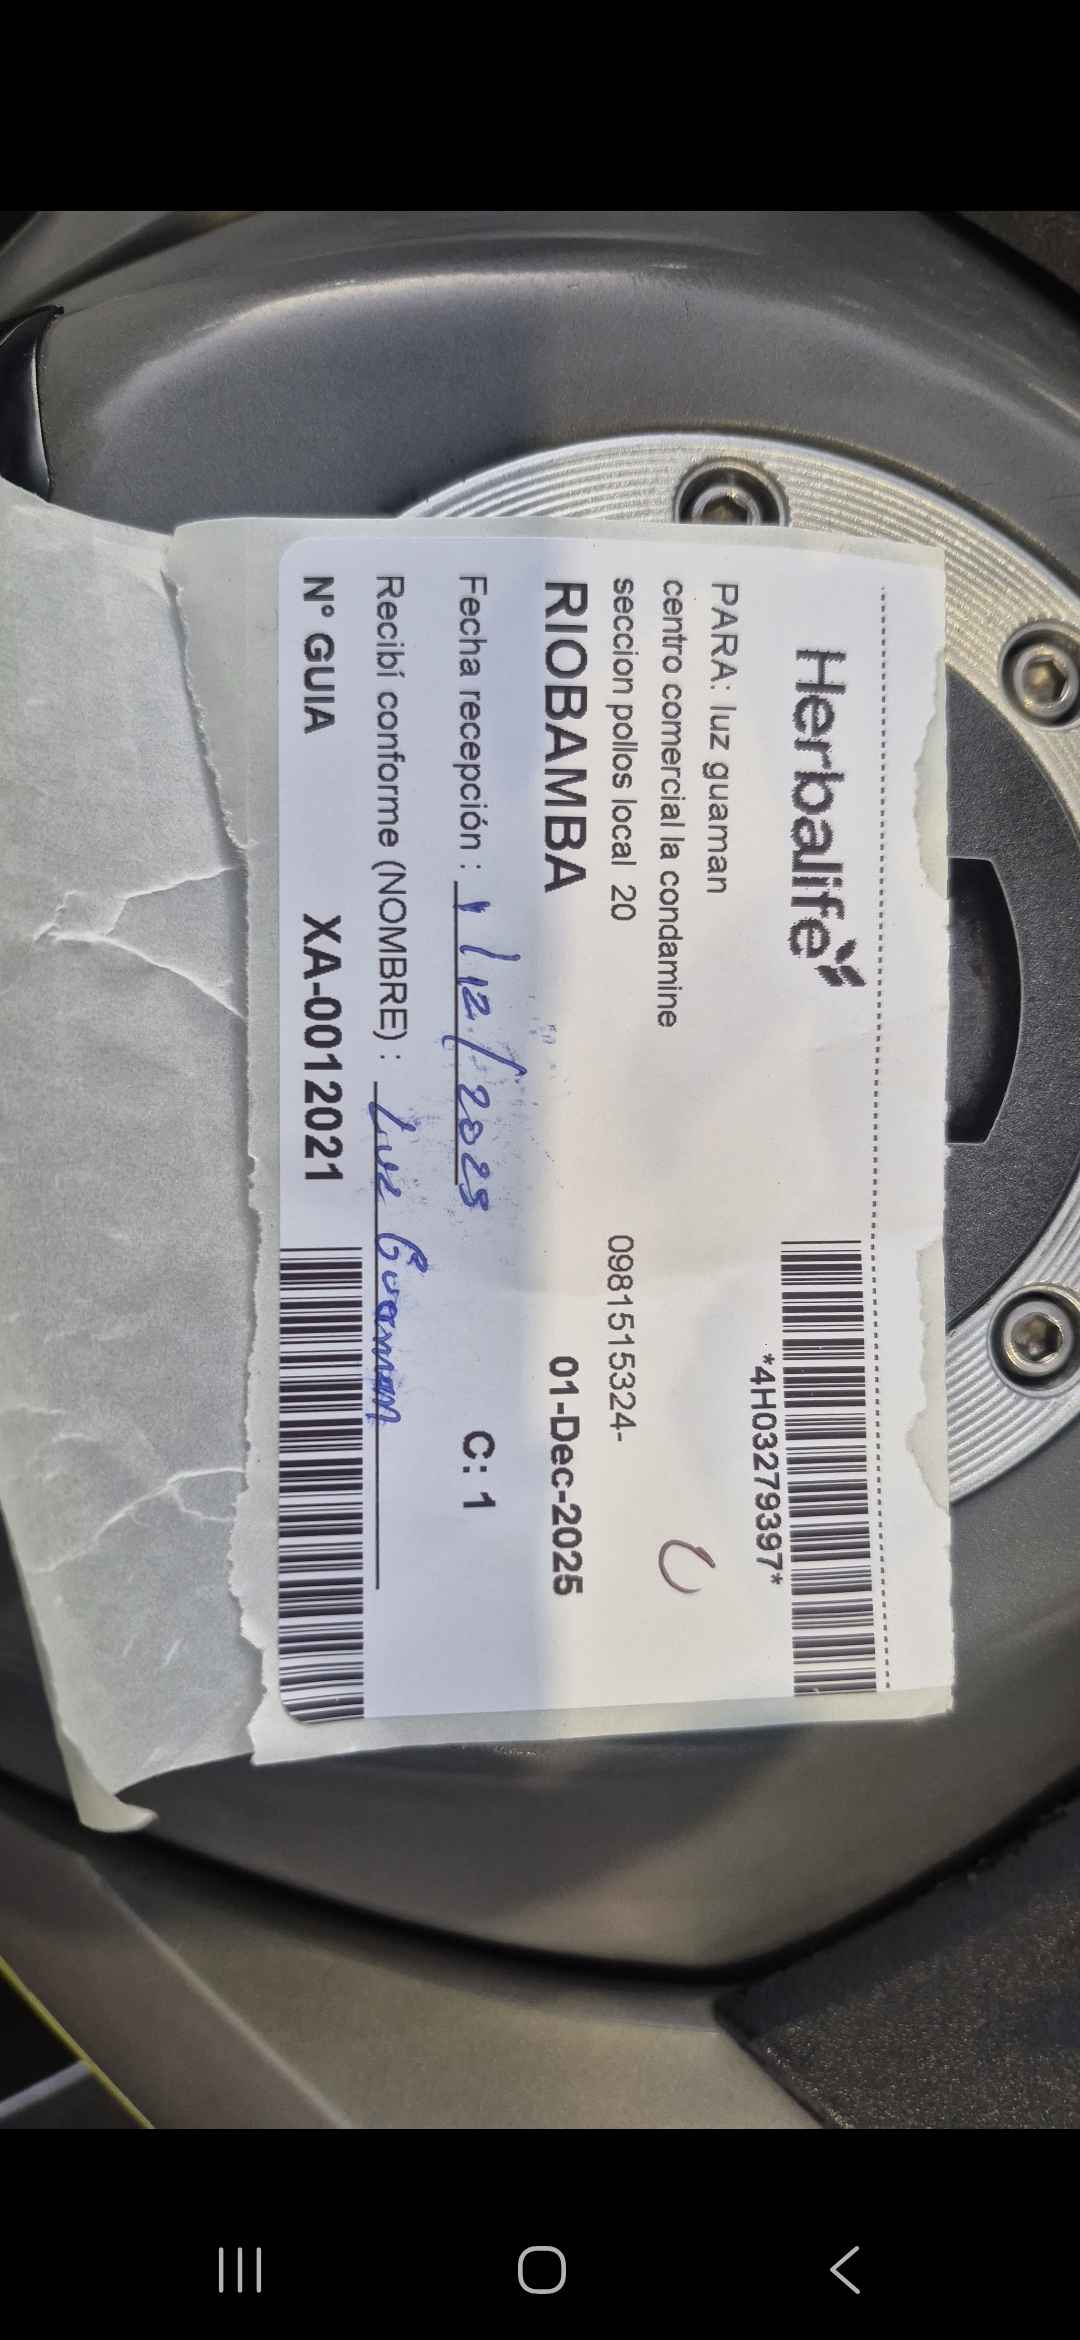 Herbalife
*4H03279397*
PARA: luz guaman
centro comercial la condamine
seccion pollos local 20 0981515324-
RIOBAMBA 01-Dec-2025
Fecha recepción : 1/12/2025 C: 1
Recibí conforme (NOMBRE) : Luz Guaman
N° GUIA XA-0012021